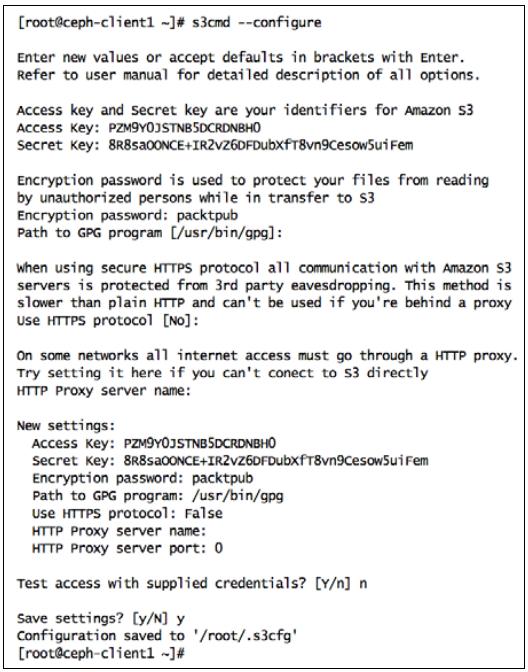 [root@ceph-client1 ~]# s3cmd --configure
Enter new values or accept defaults in brackets with Enter.
Refer to user manual for detailed description of all options.
Access key and Secret key are your identifiers for Amazon S3
Access Key: PZM9Y0JSTNB5DCRDNBH0
Secret Key: 8R8saOONCE+IR2vZ6DFDubXfT8vn9Cesow5uiFem
Encryption password is used to protect your files from reading
by unauthorized persons while in transfer to S3
Encryption password: packtpub
Path to GPG program [/usr/bin/gpg]:
When using secure HTTPS protocol all communication with Amazon S3
servers is protected from 3rd party eavesdropping. This method is
slower than plain HTTP and can't be used if you're behind a proxy
Use HTTPS protocol [No]:
On some networks all internet access must go through a HTTP proxy.
Try setting it here if you can't conect to S3 directly
HTTP Proxy server name:
New settings:
Access Key: PZM9Y0JSTNB5DCRDNBH0
Secret Key: 8R8saOONCE+IR2vZ6DFDubXfT8vn9Cesow5uiFem
Encryption password: packtpub
Path to GPG program: /usr/bin/gpg
Use HTTPS protocol: False
HTTP Proxy server name:
HTTP Proxy server port: 0
Test access with supplied credentials? [Y/n] n
Save settings? [y/N] y
Configuration saved to '/root/.s3cfg'
[root@ceph-client1 ~]#